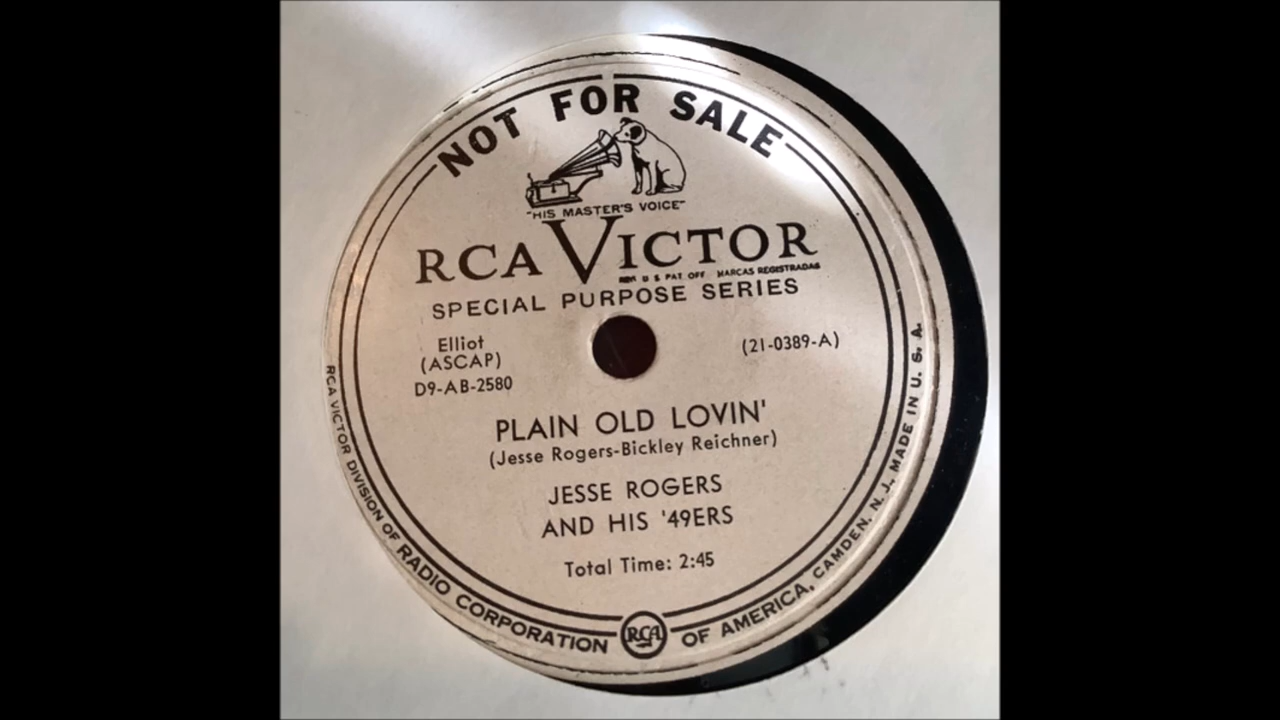 NOT FOR SALE
"HIS MASTER'S VOICE"
RCA VICTOR
REG. U S PAT OFF MARCAS REGISTRADAS
SPECIAL PURPOSE SERIES
Elliot
(ASCAP)
D9-AB-2580
(21-0389-A)
PLAIN OLD LOVIN'
(Jesse Rogers-Bickley Reichner)
JESSE ROGERS
AND HIS '49ERS
Total Time: 2:45
RCA VICTOR DIVISION OF RADIO CORPORATION RCA OF AMERICA, CAMDEN, N. J., MADE IN U. S. A.